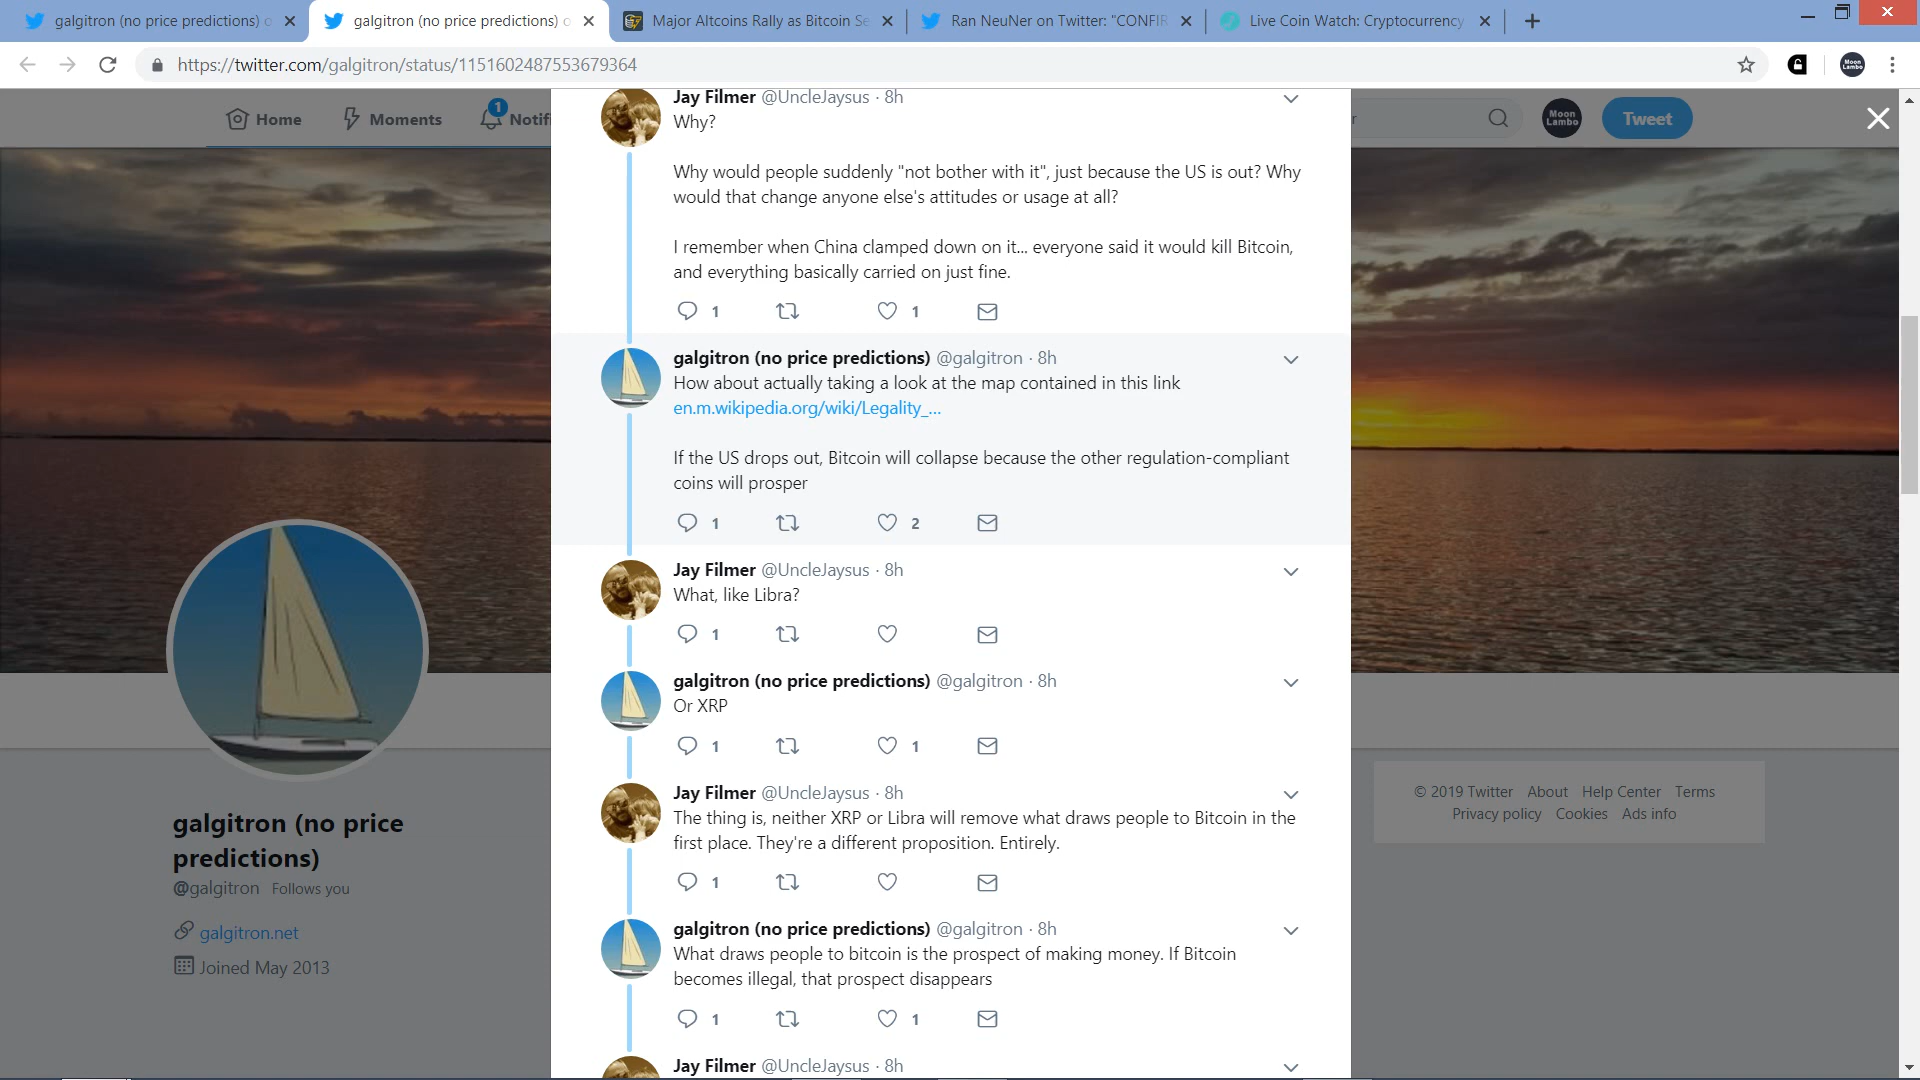 galgitron (no price predictions) o
galgitron (no price predictions) o
Major Altcoins Rally as Bitcoin Se
Ran NeuNer on Twitter: "CONFIR
Live Coin Watch: Cryptocurrency
https://twitter.com/galgitron/status/1151602487553679364
Moon Lambo
Home
Moments
1
Notif
r
Moon
Lambo
Tweet
Jay Filmer @UncleJaysus · 8h
Why?
Why would people suddenly "not bother with it", just because the US is out? Why
would that change anyone else's attitudes or usage at all?
I remember when China clamped down on it... everyone said it would kill Bitcoin,
and everything basically carried on just fine.
1 1
galgitron (no price predictions) @galgitron · 8h
How about actually taking a look at the map contained in this link
en.m.wikipedia.org/wiki/Legality_...
If the US drops out, Bitcoin will collapse because the other regulation-compliant
coins will prosper
1 2
Jay Filmer @UncleJaysus · 8h
What, like Libra?
1
galgitron (no price predictions) @galgitron · 8h
Or XRP
1 1
Jay Filmer @UncleJaysus · 8h
The thing is, neither XRP or Libra will remove what draws people to Bitcoin in the
first place. They're a different proposition. Entirely.
1
galgitron (no price predictions) @galgitron · 8h
What draws people to bitcoin is the prospect of making money. If Bitcoin
becomes illegal, that prospect disappears
1 1
Jay Filmer @UncleJaysus · 8h
galgitron (no price
predictions)
@galgitron Follows you
galgitron.net
Joined May 2013
© 2019 Twitter About Help Center Terms
Privacy policy Cookies Ads info